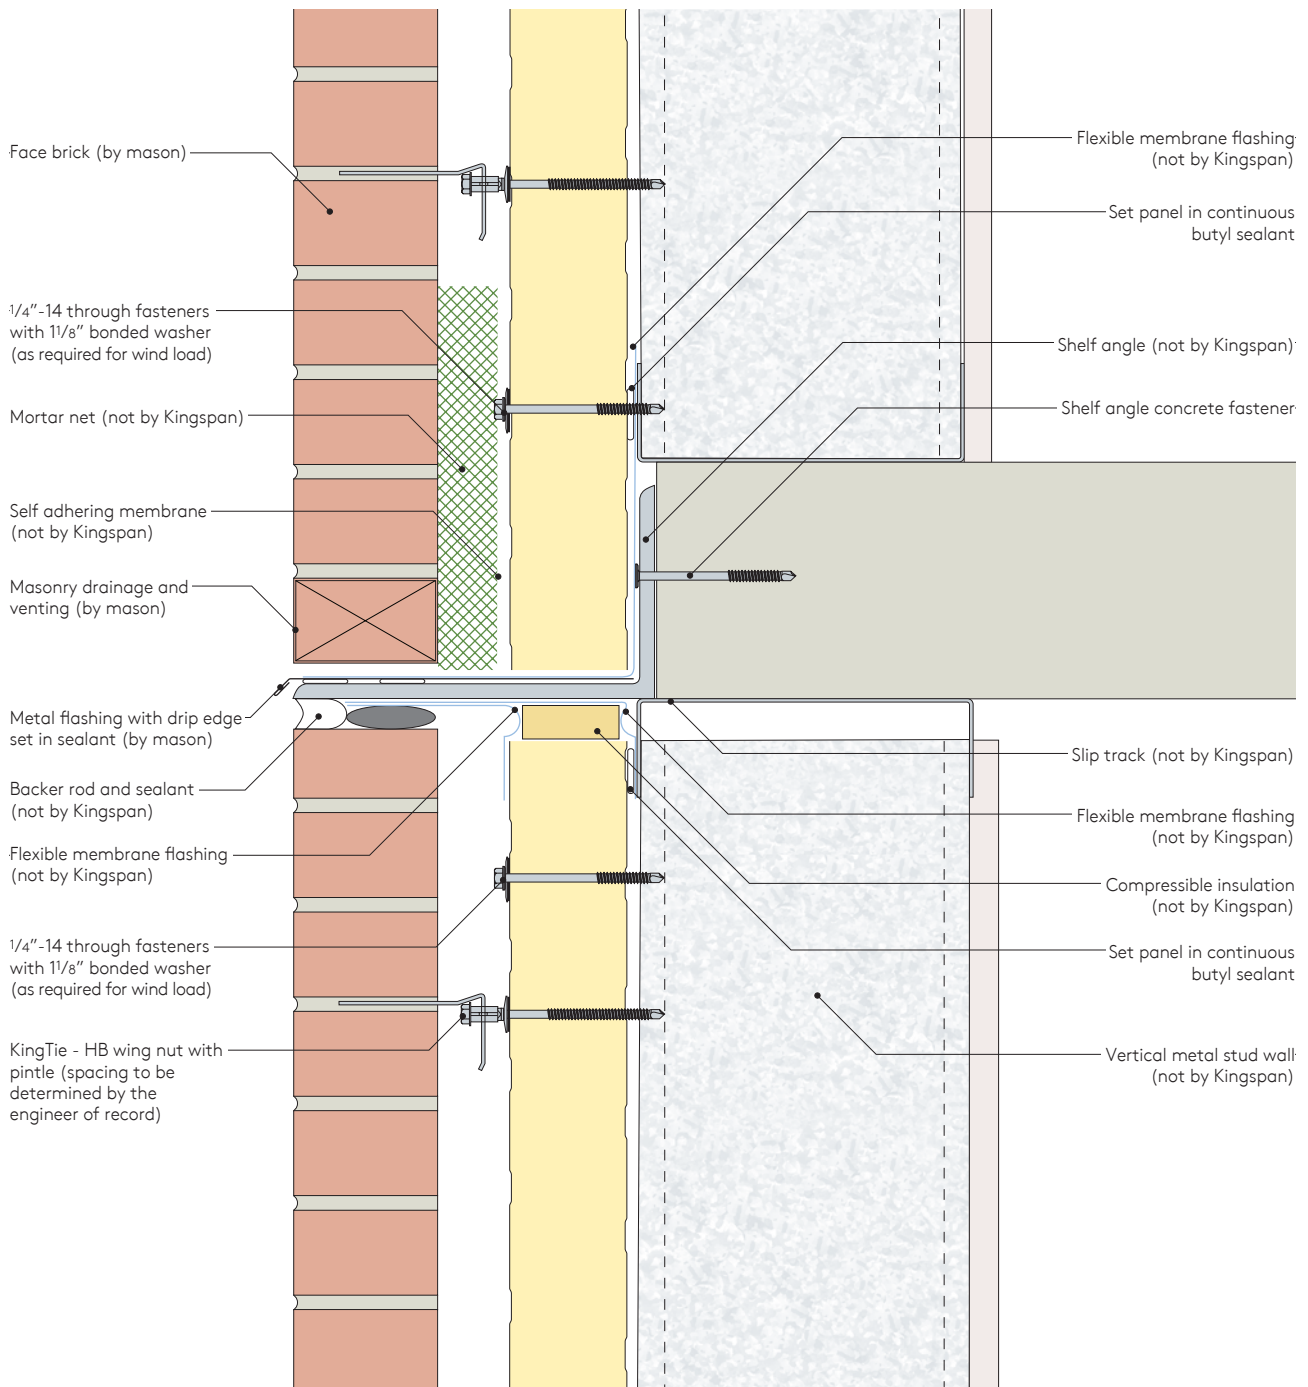 Face brick (by mason)
1/4"-14 through fasteners
with 11/8" bonded washer
(as required for wind load)
Mortar net (not by Kingspan)
Self adhering membrane
(not by Kingspan)
Masonry drainage and
venting (by mason)
Metal flashing with drip edge
set in sealant (by mason)
Backer rod and sealant
(not by Kingspan)
Flexible membrane flashing
(not by Kingspan)
1/4"-14 through fasteners
with 11/8" bonded washer
(as required for wind load)
KingTie - HB wing nut with
pintle (spacing to be
determined by the
engineer of record)
Flexible membrane flashing
(not by Kingspan)
Set panel in continuous
butyl sealant
Shelf angle (not by Kingspan)
Shelf angle concrete fastener
Slip track (not by Kingspan)
Flexible membrane flashing
(not by Kingspan)
Compressible insulation
(not by Kingspan)
Set panel in continuous
butyl sealant
Vertical metal stud wall
(not by Kingspan)